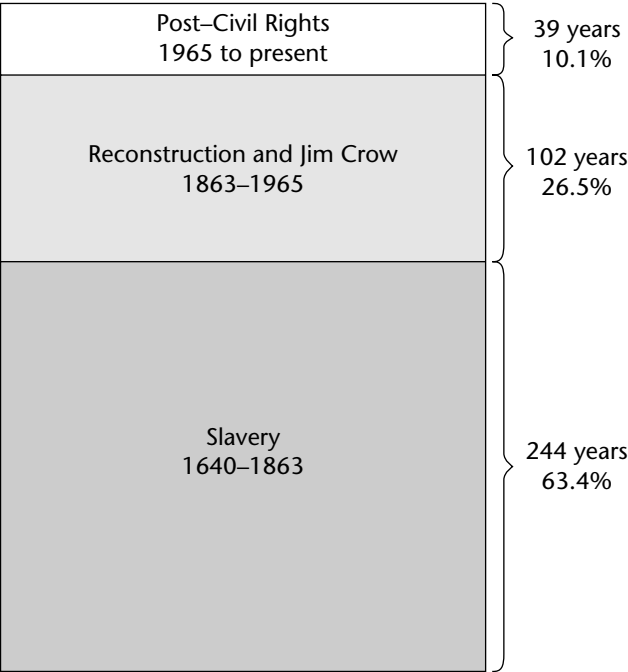 Post–Civil Rights
1965 to present
39 years
10.1%
Reconstruction and Jim Crow
1863–1965
102 years
26.5%
Slavery
1640–1863
244 years
63.4%